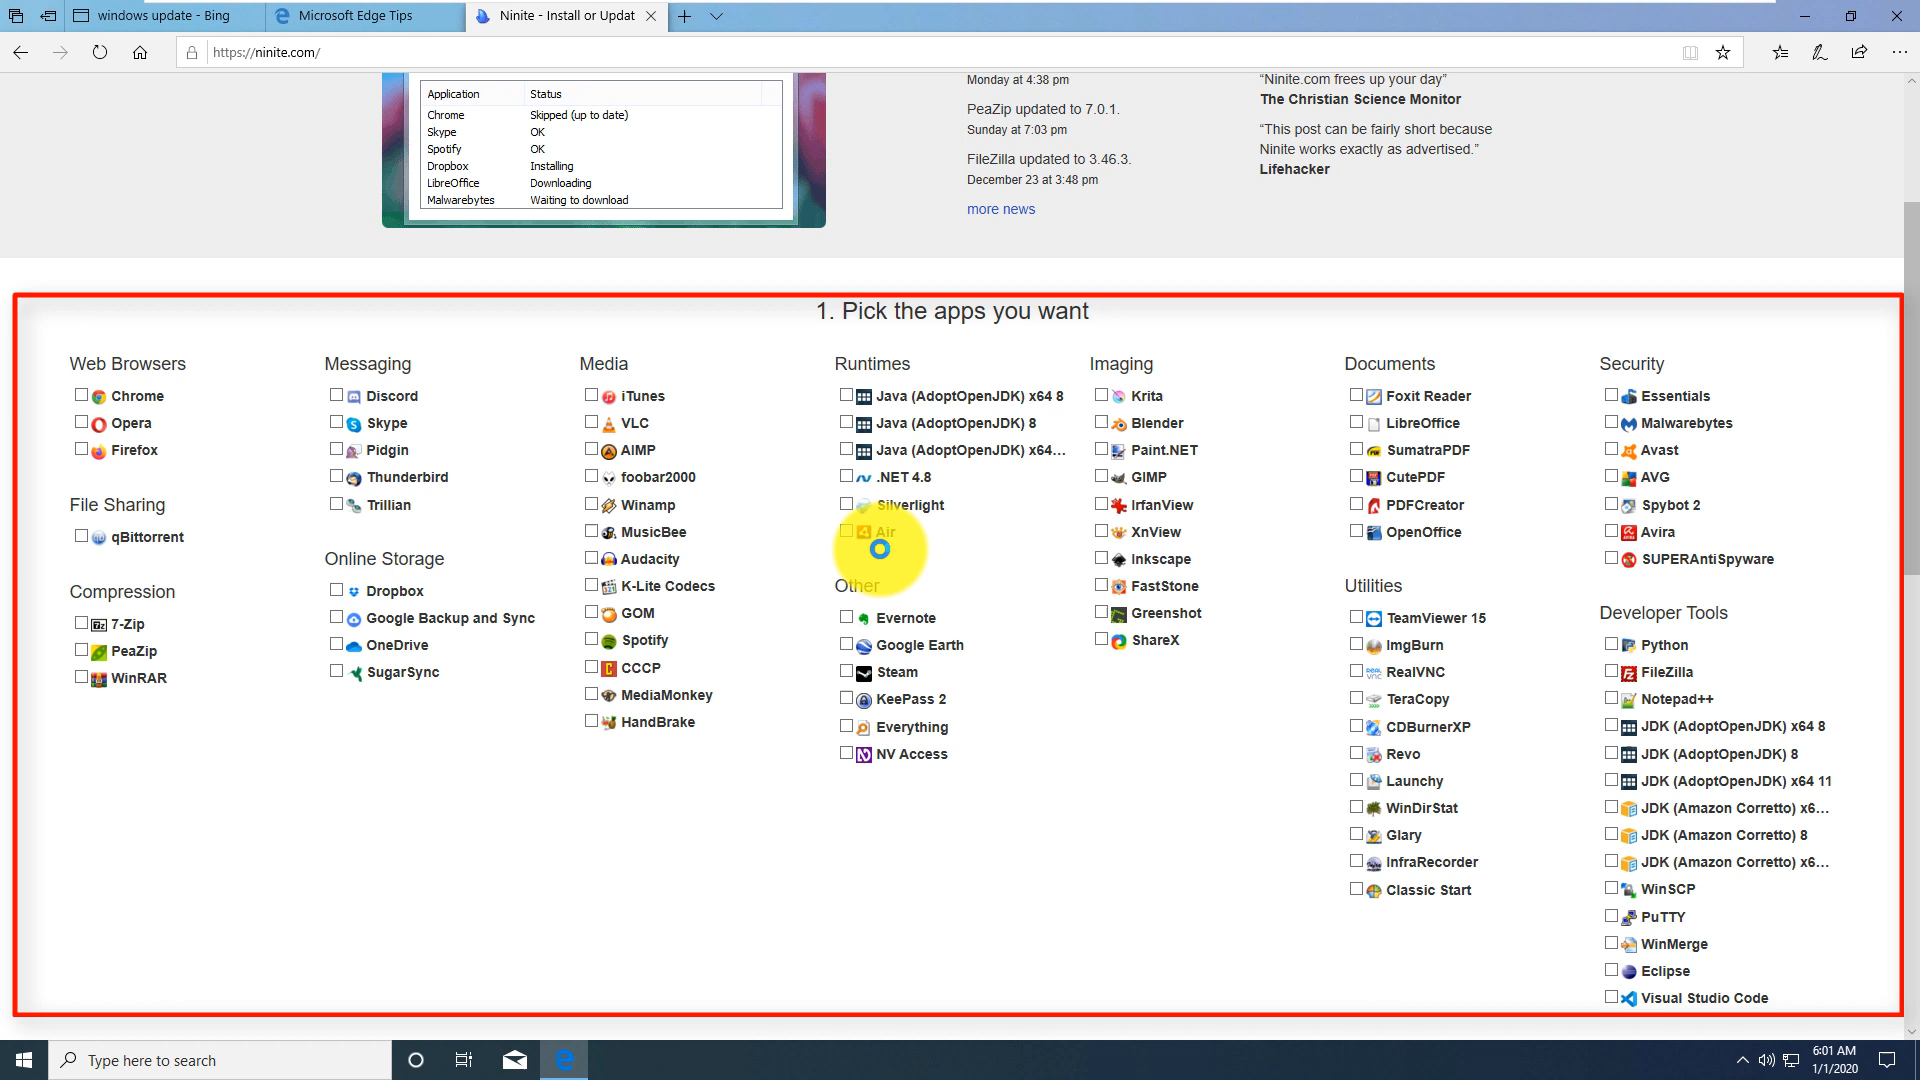 windows update - Bing
Microsoft Edge Tips
Ninite - Install or Updat
https://ninite.com/
Application Status
Chrome Skipped (up to date)
Skype OK
Spotify OK
Dropbox Installing
LibreOffice Downloading
Malwarebytes Waiting to download
Monday at 4:38 pm
PeaZip updated to 7.0.1.
Sunday at 7:03 pm
FileZilla updated to 3.46.3.
December 23 at 3:48 pm
more news
“Ninite.com frees up your day”
The Christian Science Monitor
“This post can be fairly short because
Ninite works exactly as advertised.”
Lifehacker
1. Pick the apps you want
Web Browsers
Chrome
Opera
Firefox
File Sharing
qBittorrent
Compression
7-Zip
PeaZip
WinRAR
Messaging
Discord
Skype
Pidgin
Thunderbird
Trillian
Online Storage
Dropbox
Google Backup and Sync
OneDrive
SugarSync
Media
iTunes
VLC
AIMP
foobar2000
Winamp
MusicBee
Audacity
K-Lite Codecs
GOM
Spotify
CCCP
MediaMonkey
HandBrake
Runtimes
Java (AdoptOpenJDK) x64 8
Java (AdoptOpenJDK) 8
Java (AdoptOpenJDK) x64...
.NET 4.8
Silverlight
Air
Other
Evernote
Google Earth
Steam
KeePass 2
Everything
NV Access
Imaging
Krita
Blender
Paint.NET
GIMP
IrfanView
XnView
Inkscape
FastStone
Greenshot
ShareX
Documents
Foxit Reader
LibreOffice
SumatraPDF
CutePDF
PDFCreator
OpenOffice
Utilities
TeamViewer 15
ImgBurn
RealVNC
TeraCopy
CDBurnerXP
Revo
Launchy
WinDirStat
Glary
InfraRecorder
Classic Start
Security
Essentials
Malwarebytes
Avast
AVG
Spybot 2
Avira
SUPERAntiSpyware
Developer Tools
Python
FileZilla
Notepad++
JDK (AdoptOpenJDK) x64 8
JDK (AdoptOpenJDK) 8
JDK (AdoptOpenJDK) x64 11
JDK (Amazon Corretto) x6...
JDK (Amazon Corretto) 8
JDK (Amazon Corretto) x6...
WinSCP
PuTTY
WinMerge
Eclipse
Visual Studio Code
Type here to search
6:01 AM
1/1/2020